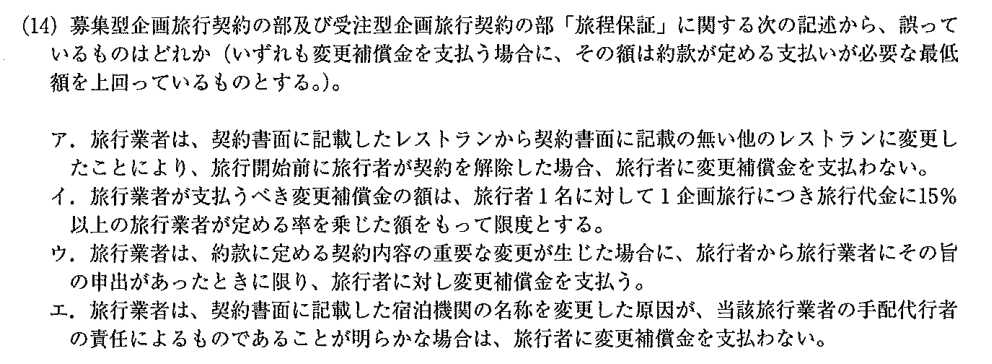 (14) 募集型企画旅行契約の部及び受注型企画旅行契約の部「旅程保証」に関する次の記述から、誤って
いるものはどれか（いずれも変更補償金を支払う場合に、その額は約款が定める支払いが必要な最低
額を上回っているものとする。）。
ア．旅行業者は、契約書面に記載したレストランから契約書面に記載の無い他のレストランに変更し
たことにより、旅行開始前に旅行者が契約を解除した場合、旅行者に変更補償金を支払わない。
イ．旅行業者が支払うべき変更補償金の額は、旅行者１名に対して１企画旅行につき旅行代金に15％
以上の旅行業者が定める率を乗じた額をもって限度とする。
ウ．旅行業者は、約款に定める契約内容の重要な変更が生じた場合に、旅行者から旅行業者にその旨
の申出があったときに限り、旅行者に対し変更補償金を支払う。
エ．旅行業者は、契約書面に記載した宿泊機関の名称を変更した原因が、当該旅行業者の手配代行者
の責任によるものであることが明らかな場合は、旅行者に変更補償金を支払わない。